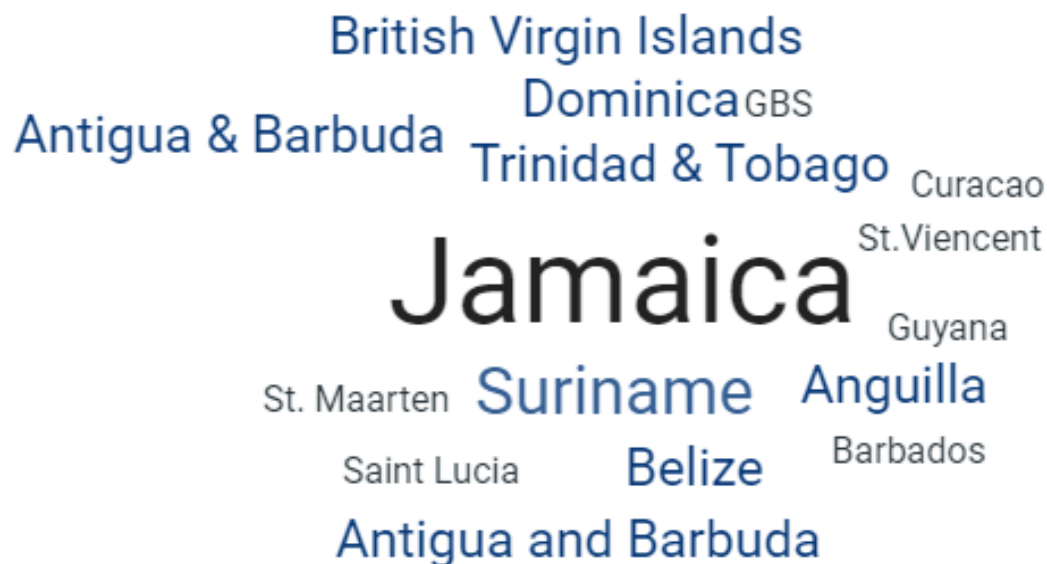 British Virgin Islands
Dominica GBS
Antigua & Barbuda
Trinidad & Tobago
Curacao
St.Viencent
Jamaica
Guyana
St. Maarten Suriname Anguilla
Saint Lucia Belize Barbados
Antigua and Barbuda